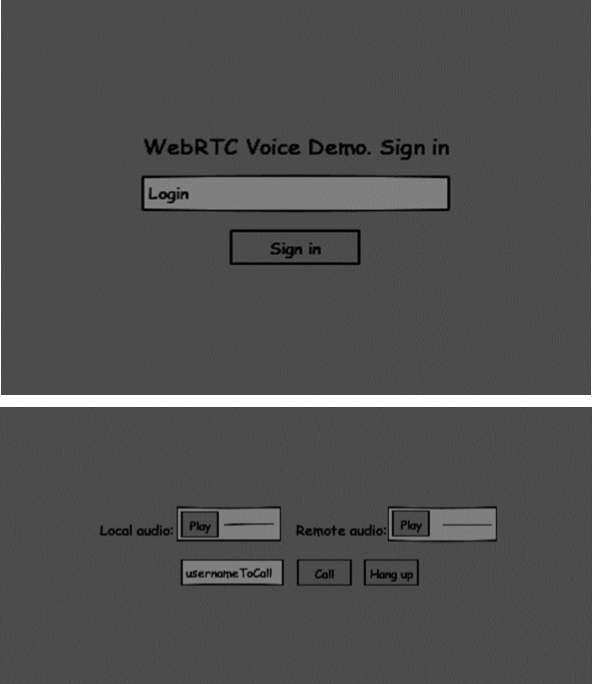 WebRTC Voice Demo. Sign in
Login
Sign in
Local audio: Play Remote audio: Play
usernameToCall Call Hang up